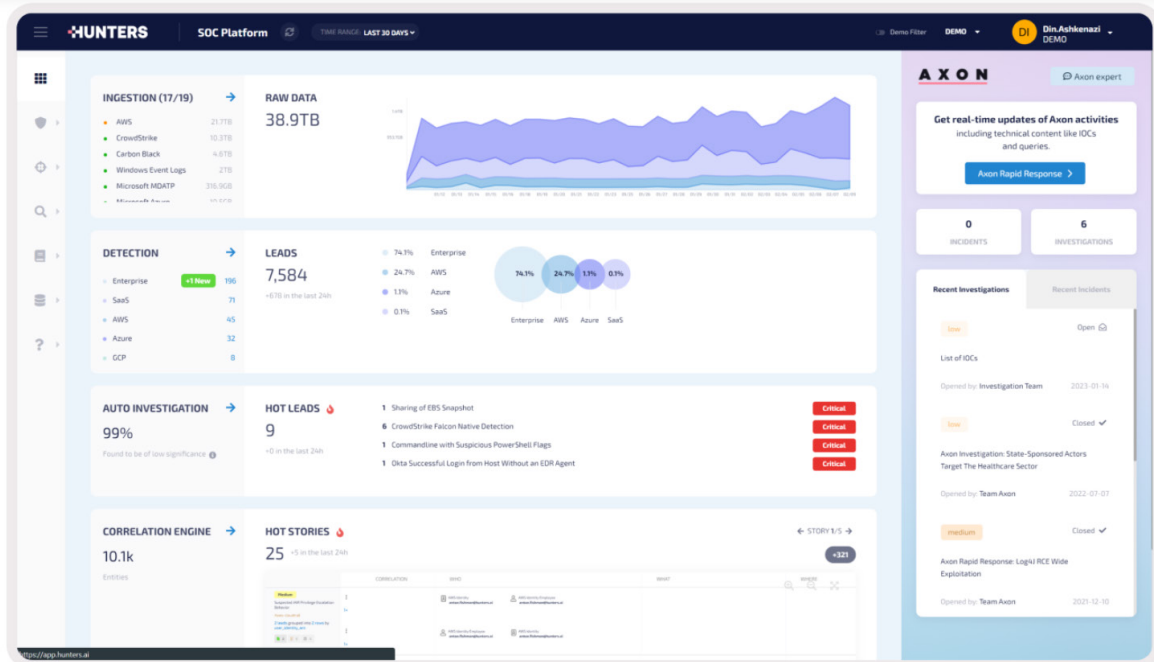 HUNTERS
SOC Platform
TIME RANGE: LAST 30 DAYS
Demo Filter
DEMO
DI
Din.Ashkenazi
DEMO
INGESTION (17/19)
AWS 21.7TB
CrowdStrike 10.3TB
Carbon Black 4.6TB
Windows Event Logs 2TB
Microsoft MDATP 316.9GB
RAW DATA
38.9TB
DETECTION
Enterprise +1 New 196
SaaS 71
AWS 45
Azure 32
GCP 8
LEADS
7,584
+678 in the last 24h
74.1% Enterprise
24.7% AWS
1.1% Azure
0.1% SaaS
74.1% 24.7% 1.1% 0.1%
Enterprise AWS Azure SaaS
AUTO INVESTIGATION
99%
Found to be of low significance
HOT LEADS
9
+0 in the last 24h
1 Sharing of EBS Snapshot Critical
6 CrowdStrike Falcon Native Detection Critical
1 Commandline with Suspicious PowerShell Flags Critical
1 Okta Successful Login from Host Without an EDR Agent Critical
CORRELATION ENGINE
10.1k
Entities
HOT STORIES
25 +5 in the last 24h
← STORY 1/5 →
+321
CORRELATION WHO WHAT WHERE
Medium
https://app.hunters.ai
AXON
Axon expert
Get real-time updates of Axon activities
including technical content like IOCs
and queries.
Axon Rapid Response
0
INCIDENTS
6
INVESTIGATIONS
Recent Investigations
Recent Incidents
low Open
List of IOCs
Opened by: Investigation Team 2023-01-14
low Closed
Axon Investigation: State-Sponsored Actors
Target The Healthcare Sector
Opened by: Team Axon 2022-07-07
medium Closed
Axon Rapid Response: Log4J RCE Wide
Exploitation
Opened by: Team Axon 2021-12-10